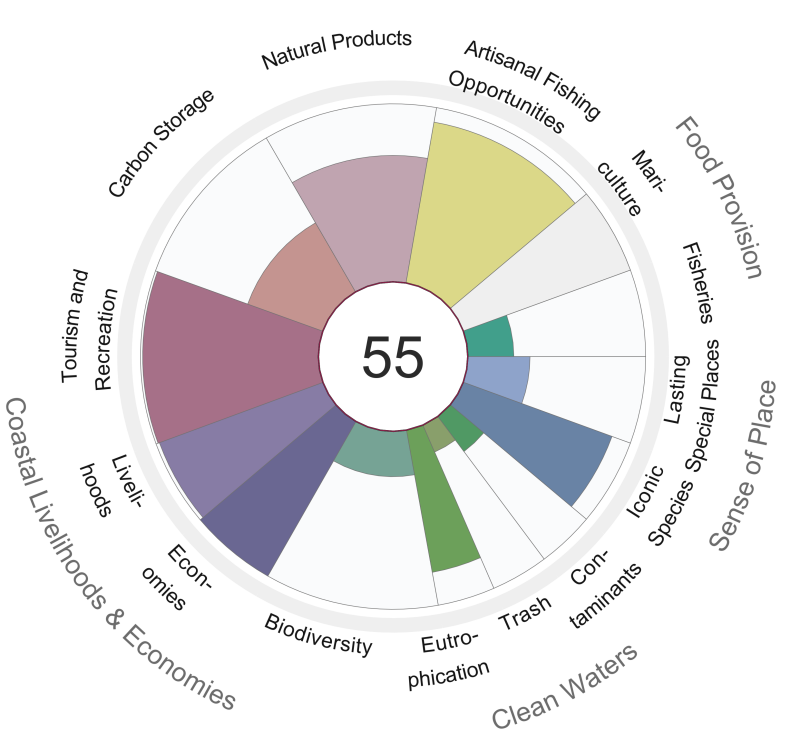 Natural Products
Artisanal Fishing
Opportunities
Mari-
culture
Food Provision
Fisheries
Lasting
Special Places
Sense of Place
Iconic
Species
Con-
taminants
Clean Waters
Trash
Eutro-
phication
Biodiversity
Econ-
omies
Liveli-
hoods
Coastal Livelihoods & Economies
Tourism and
Recreation
Carbon Storage
55